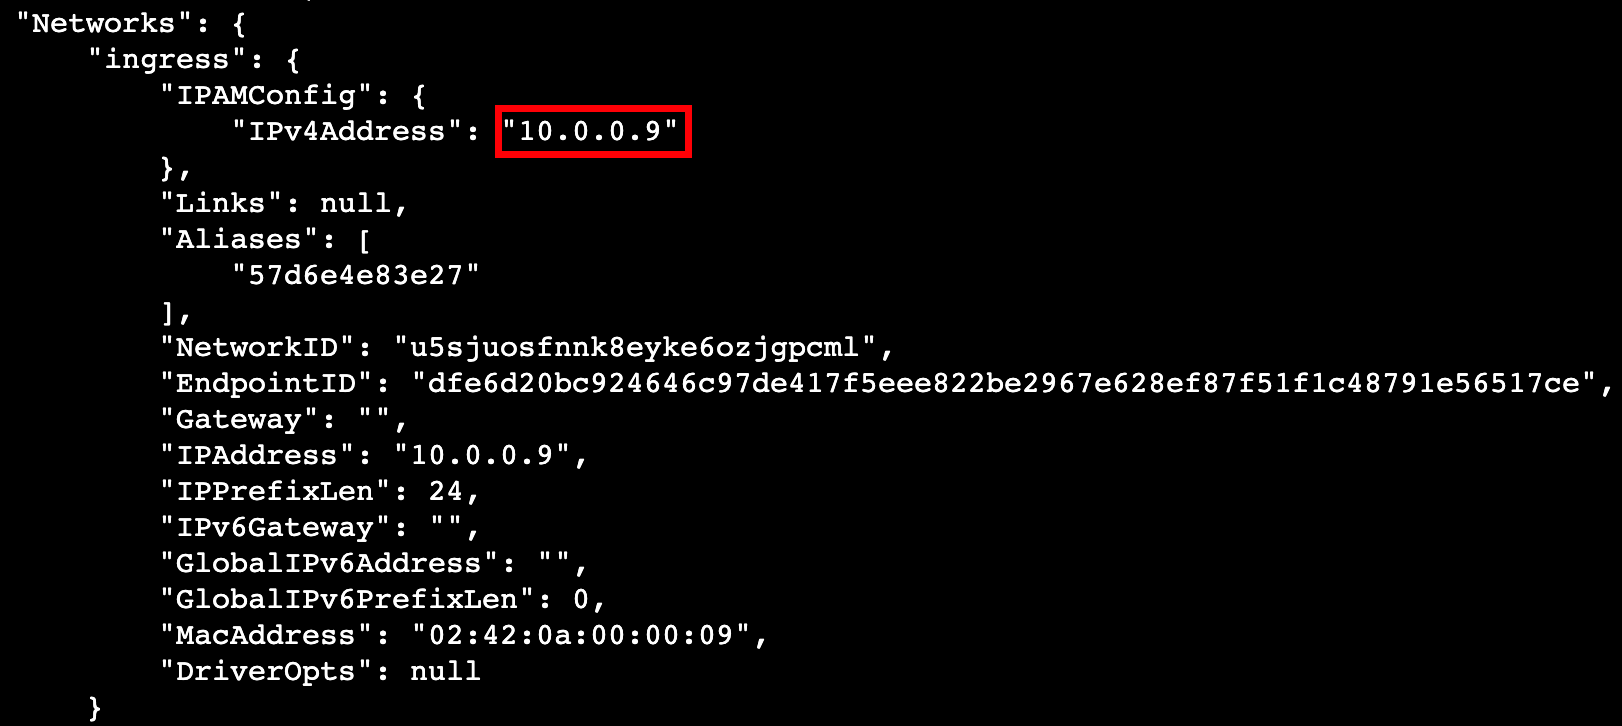 "Networks": {
"ingress": {
"IPAMConfig": {
"IPv4Address": "10.0.0.9"
},
"Links": null,
"Aliases": [
"57d6e4e83e27"
],
"NetworkID": "u5sjuosfnnk8eyke6ozjgpcml",
"EndpointID": "dfe6d20bc924646c97de417f5eee822be2967e628ef87f51f1c48791e56517ce",
"Gateway": "",
"IPAddress": "10.0.0.9",
"IPPrefixLen": 24,
"IPv6Gateway": "",
"GlobalIPv6Address": "",
"GlobalIPv6PrefixLen": 0,
"MacAddress": "02:42:0a:00:00:09",
"DriverOpts": null
}